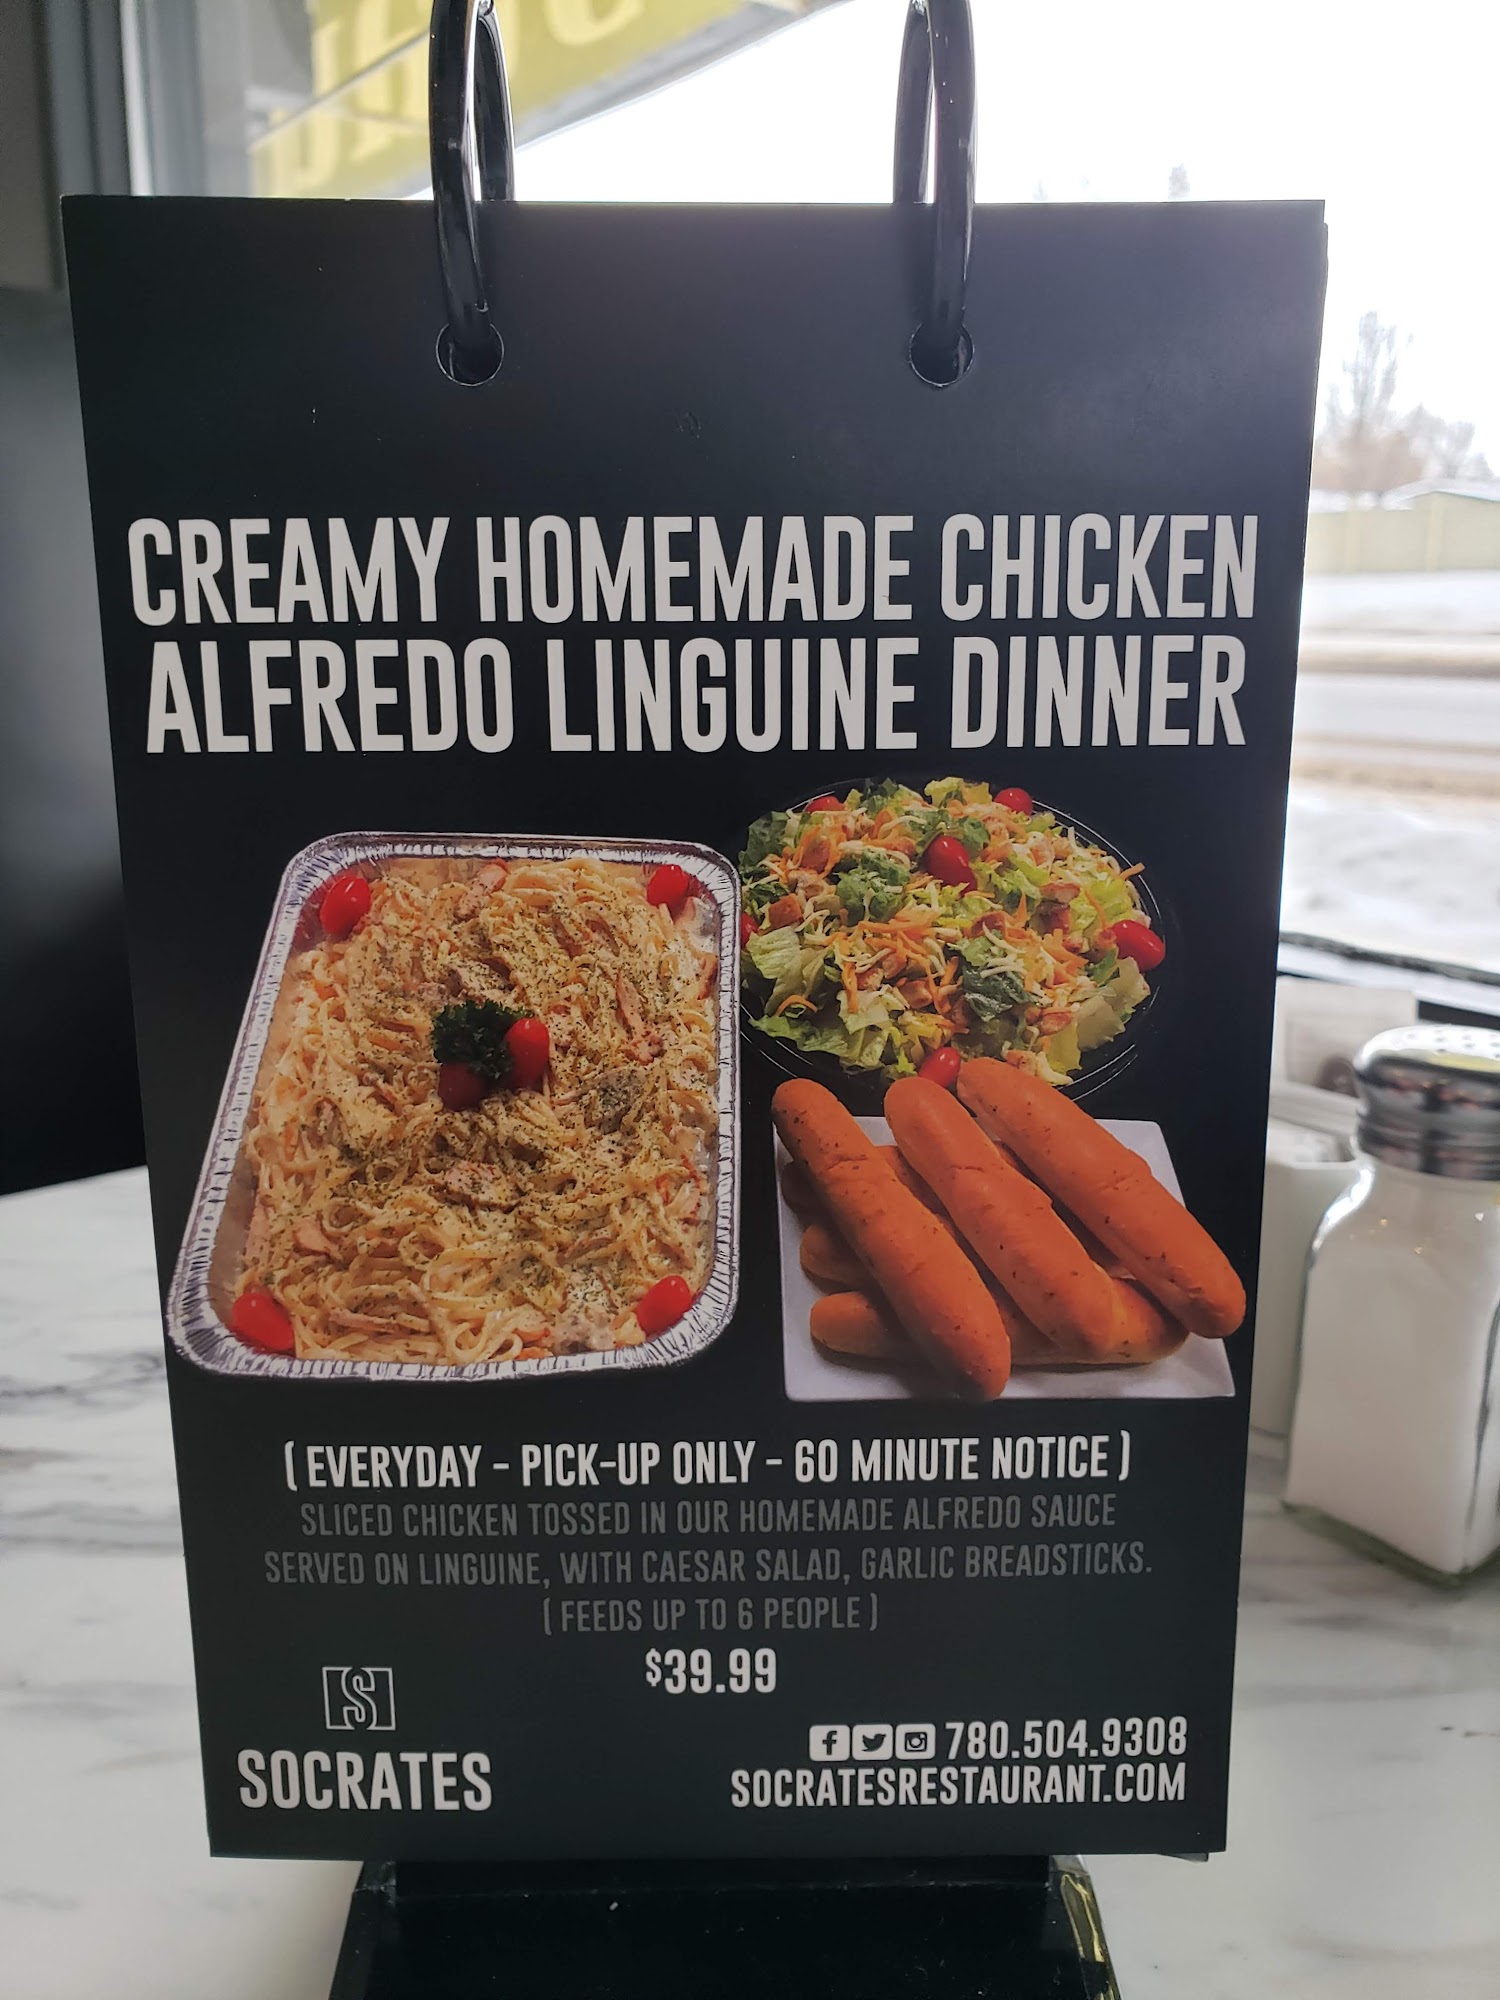 CREAMY HOMEMADE CHICKEN
ALFREDO LINGUINE DINNER
( EVERYDAY - PICK-UP ONLY - 60 MINUTE NOTICE )
SLICED CHICKEN TOSSED IN OUR HOMEMADE ALFREDO SAUCE
SERVED ON LINGUINE, WITH CAESAR SALAD, GARLIC BREADSTICKS.
( FEEDS UP TO 6 PEOPLE )
$39.99
SOCRATES
780.504.9308
SOCRATESRESTAURANT.COM